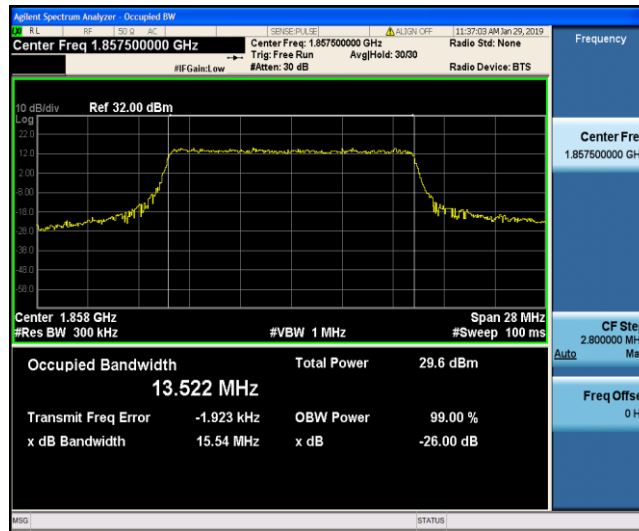 Agilent Spectrum Analyzer - Occupied BW
RL RF 50 Ω AC SENSE:PULSE ALIGN OFF 11:37:03 AM Jan 29, 2019
Center Freq 1.857500000 GHz Center Freq: 1.857500000 GHz Radio Std: None
Trig: Free Run Avg|Hold: 30/30
#IFGain:Low #Atten: 30 dB Radio Device: BTS
10 dB/div Ref 32.00 dBm
Log
22.0
12.0
2.00
-8.00
-18.0
-28.0
-38.0
-48.0
-58.0
Center 1.858 GHz Span 28 MHz
#Res BW 300 kHz #VBW 1 MHz #Sweep 100 ms
Occupied Bandwidth Total Power 29.6 dBm
13.522 MHz
Transmit Freq Error -1.923 kHz OBW Power 99.00 %
x dB Bandwidth 15.54 MHz x dB -26.00 dB
Frequency
Center Fre
1.857500000 GH
CF Ste
2.800000 MH
Auto Ma
Freq Offse
0 H
MSG STATUS